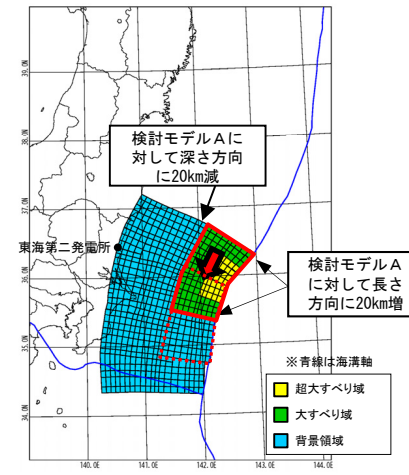 39.0N
38.0N
検討モデルAに
対して深さ方向
に20km減
37.0N
東海第二発電所
36.0N
検討モデルA
に対して長さ
方向に20km増
35.0N
※青線は海溝軸
超大すべり域
大すべり域
背景領域
34.0N
140.0E
141.0E
142.0E
143.0E
144.0E